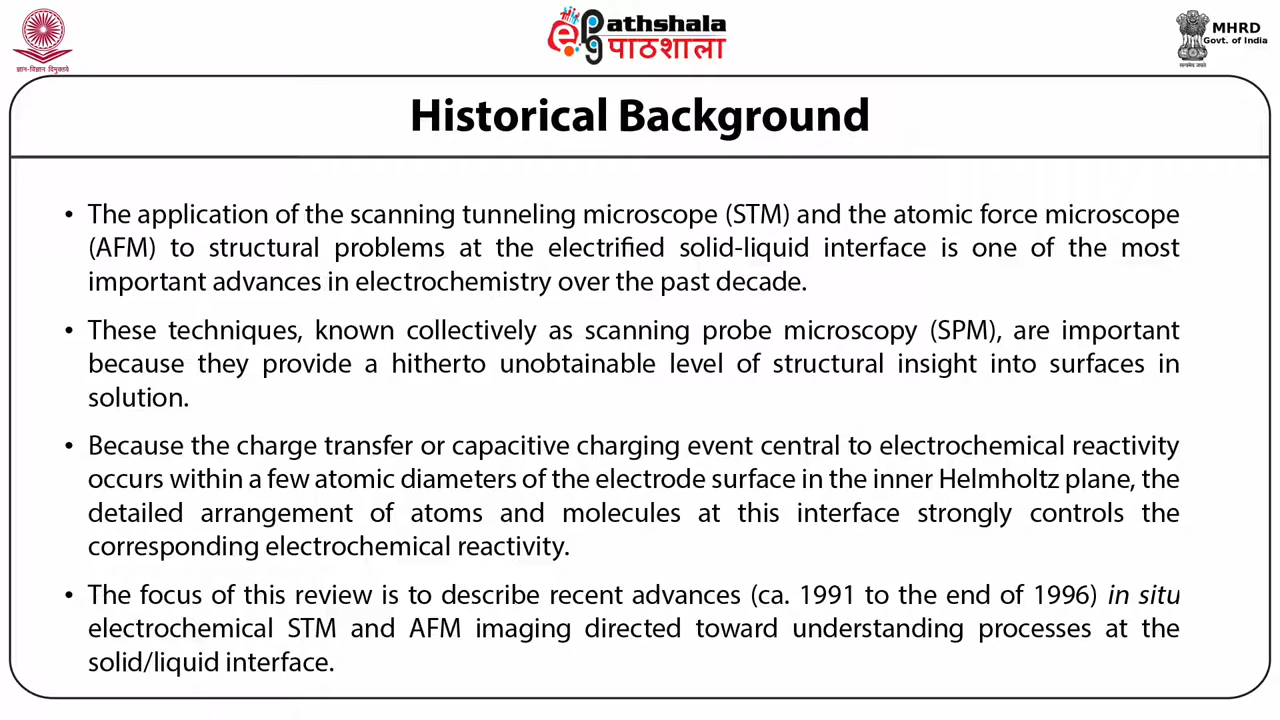 ज्ञान-विज्ञान विमुक्तये
ePG Pathshala
पाठशाला
सत्यमेव जयते
MHRD
Govt. of India
Historical Background
• The application of the scanning tunneling microscope (STM) and the atomic force microscope
(AFM) to structural problems at the electrified solid-liquid interface is one of the most
important advances in electrochemistry over the past decade.
• These techniques, known collectively as scanning probe microscopy (SPM), are important
because they provide a hitherto unobtainable level of structural insight into surfaces in
solution.
• Because the charge transfer or capacitive charging event central to electrochemical reactivity
occurs within a few atomic diameters of the electrode surface in the inner Helmholtz plane, the
detailed arrangement of atoms and molecules at this interface strongly controls the
corresponding electrochemical reactivity.
• The focus of this review is to describe recent advances (ca. 1991 to the end of 1996) in situ
electrochemical STM and AFM imaging directed toward understanding processes at the
solid/liquid interface.